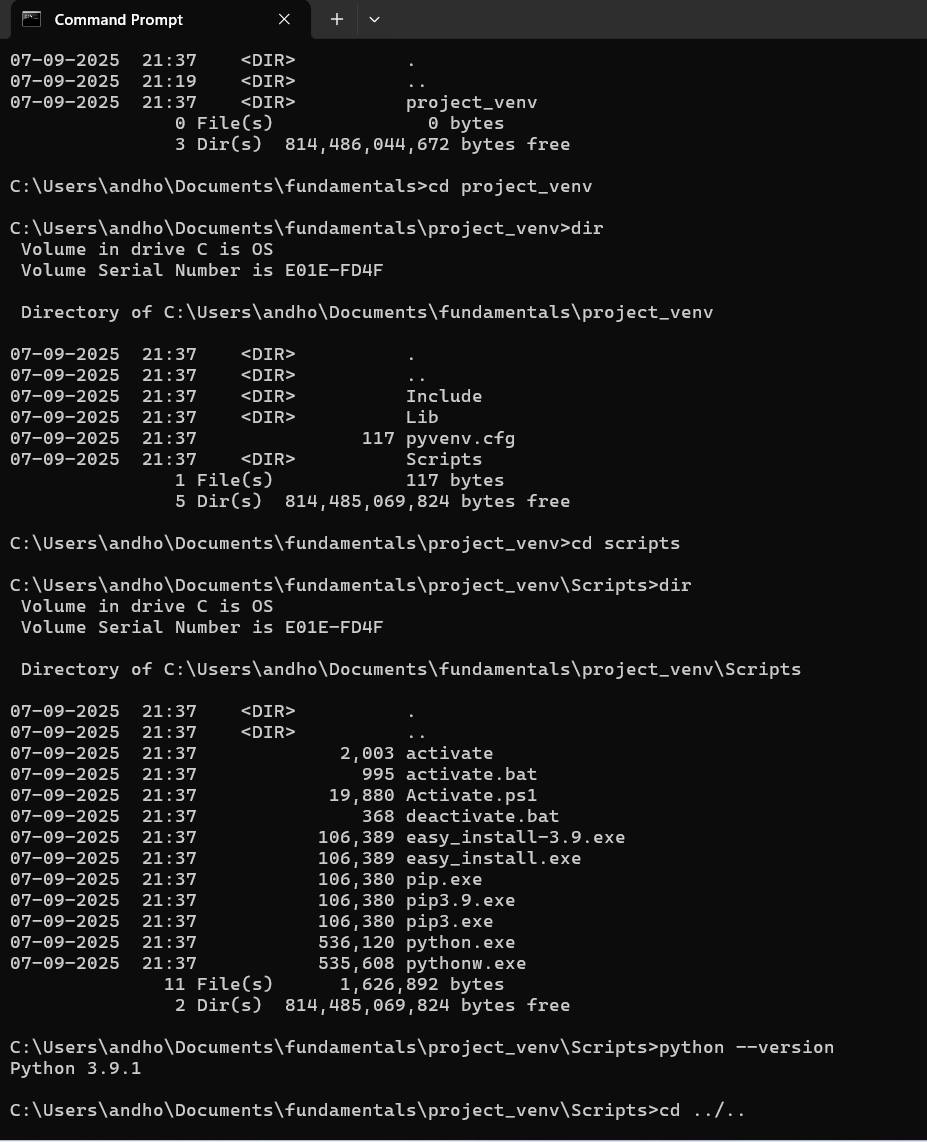 Command Prompt
07-09-2025  21:37    <DIR>          .
07-09-2025  21:19    <DIR>          ..
07-09-2025  21:37    <DIR>          project_venv
               0 File(s)              0 bytes
               3 Dir(s)  814,486,044,672 bytes free
C:\Users\andho\Documents\fundamentals>cd project_venv
C:\Users\andho\Documents\fundamentals\project_venv>dir
 Volume in drive C is OS
 Volume Serial Number is E01E-FD4F
 Directory of C:\Users\andho\Documents\fundamentals\project_venv
07-09-2025  21:37    <DIR>          .
07-09-2025  21:37    <DIR>          ..
07-09-2025  21:37    <DIR>          Include
07-09-2025  21:37    <DIR>          Lib
07-09-2025  21:37               117 pyvenv.cfg
07-09-2025  21:37    <DIR>          Scripts
               1 File(s)            117 bytes
               5 Dir(s)  814,485,069,824 bytes free
C:\Users\andho\Documents\fundamentals\project_venv>cd scripts
C:\Users\andho\Documents\fundamentals\project_venv\Scripts>dir
 Volume in drive C is OS
 Volume Serial Number is E01E-FD4F
 Directory of C:\Users\andho\Documents\fundamentals\project_venv\Scripts
07-09-2025  21:37    <DIR>          .
07-09-2025  21:37    <DIR>          ..
07-09-2025  21:37             2,003 activate
07-09-2025  21:37               995 activate.bat
07-09-2025  21:37            19,880 Activate.ps1
07-09-2025  21:37               368 deactivate.bat
07-09-2025  21:37           106,389 easy_install-3.9.exe
07-09-2025  21:37           106,389 easy_install.exe
07-09-2025  21:37           106,380 pip.exe
07-09-2025  21:37           106,380 pip3.9.exe
07-09-2025  21:37           106,380 pip3.exe
07-09-2025  21:37           536,120 python.exe
07-09-2025  21:37           535,608 pythonw.exe
              11 File(s)      1,626,892 bytes
               2 Dir(s)  814,485,069,824 bytes free
C:\Users\andho\Documents\fundamentals\project_venv\Scripts>python --version
Python 3.9.1
C:\Users\andho\Documents\fundamentals\project_venv\Scripts>cd ../..